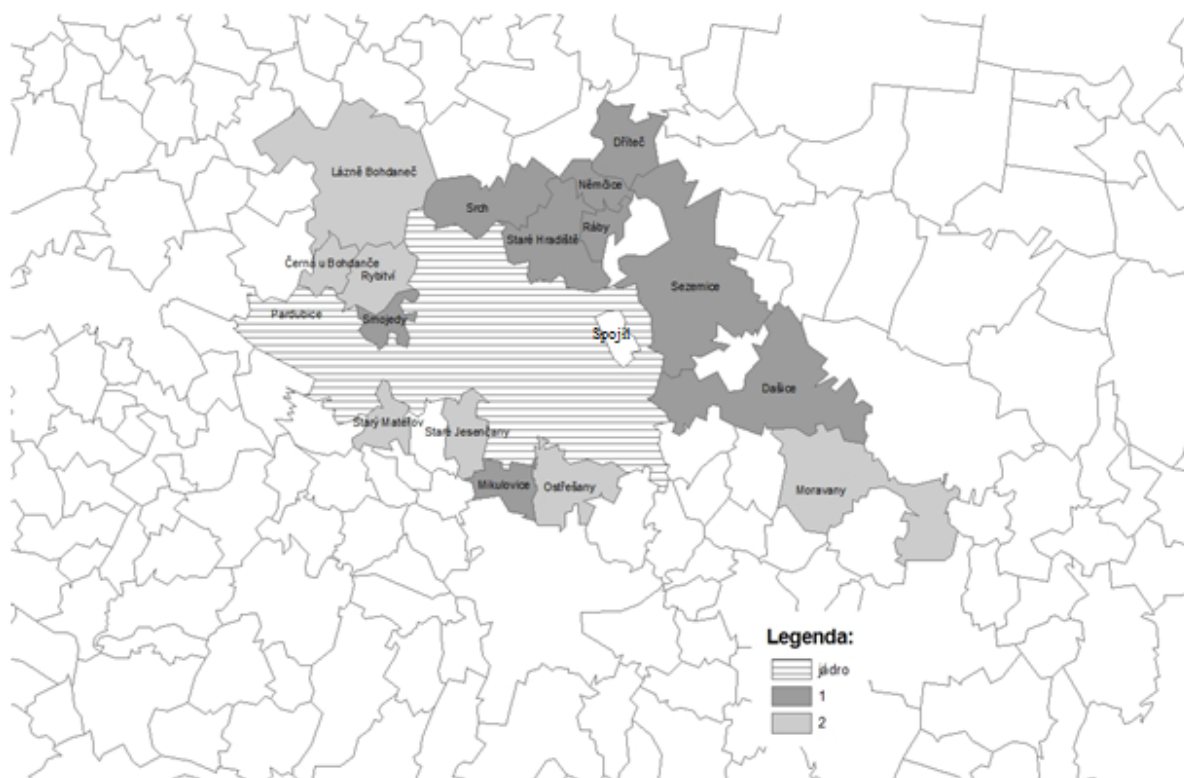 Dříteč
Lázně Bohdaneč
Němčice
Srch
Ráby
Staré Hradiště
Černá u Bohdanče
Rybitví
Sezemice
Pardubice
Srnojedy
Spojil
Dašice
Starý Mateřov
Staré Jesenčany
Mikulovice
Ostřešany
Moravany
Legenda:
jádro
1
2